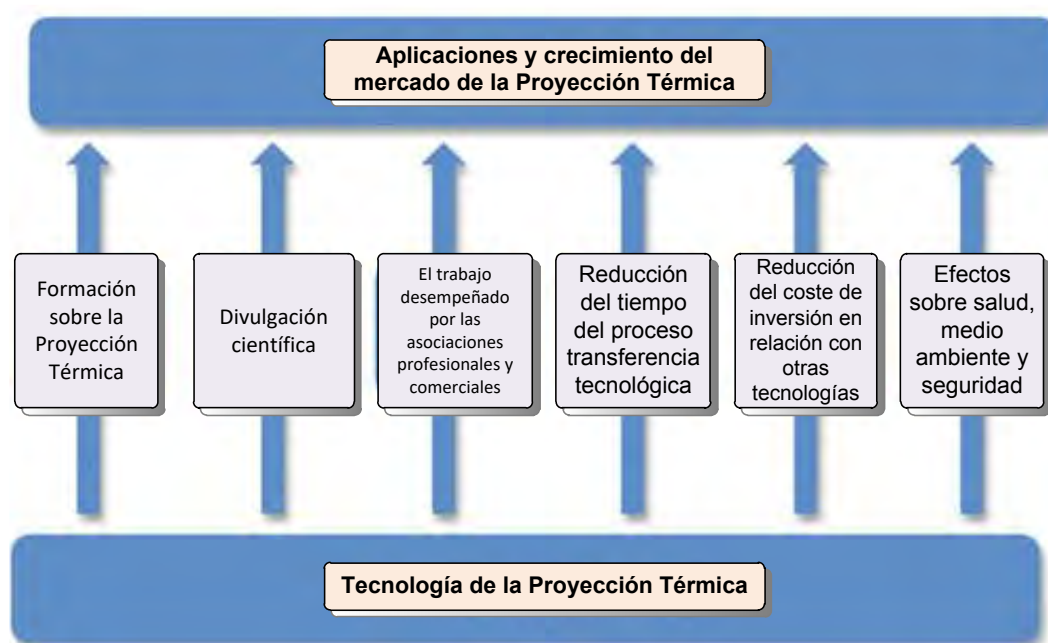 Aplicaciones y crecimiento del
mercado de la Proyección Térmica
Formación
sobre la
Proyección
Térmica
Divulgación
científica
El trabajo
desempeñado
por las
asociaciones
profesionales y
comerciales
Reducción
del tiempo
del proceso
transferencia
tecnológica
Reducción
del coste de
inversión en
relación con
otras
tecnologías
Efectos
sobre salud,
medio
ambiente y
seguridad
Tecnología de la Proyección Térmica